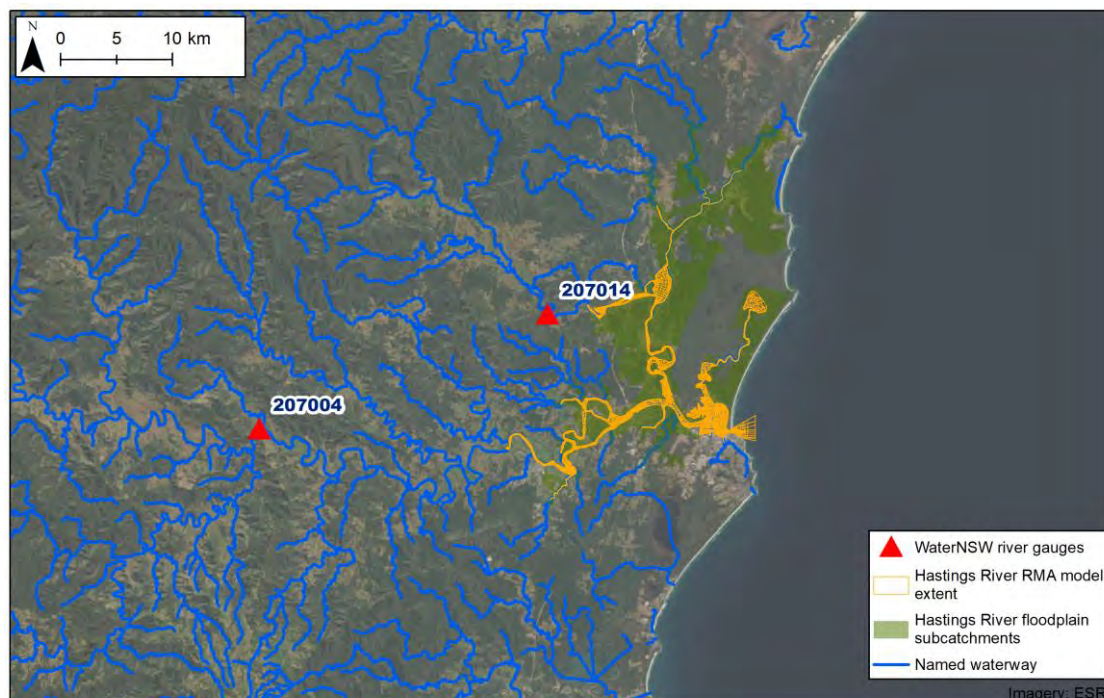 N
0 5 10 km
207014
207004
WaterNSW river gauges
Hastings River RMA model
extent
Hastings River floodplain
subcatchments
Named waterway
Imagery: ESR